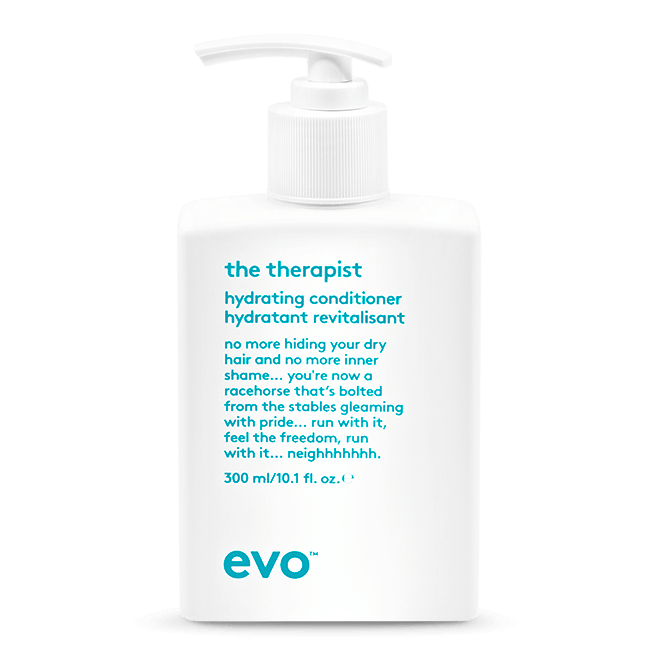 the therapist
hydrating conditioner
hydratant revitalisant
no more hiding your dry
hair and no more inner
shame... you're now a
racehorse that's bolted
from the stables gleaming
with pride... run with it,
feel the freedom, run
with it... neighhhhhhh.
300 ml/10.1 fl. oz. ℮
evo™